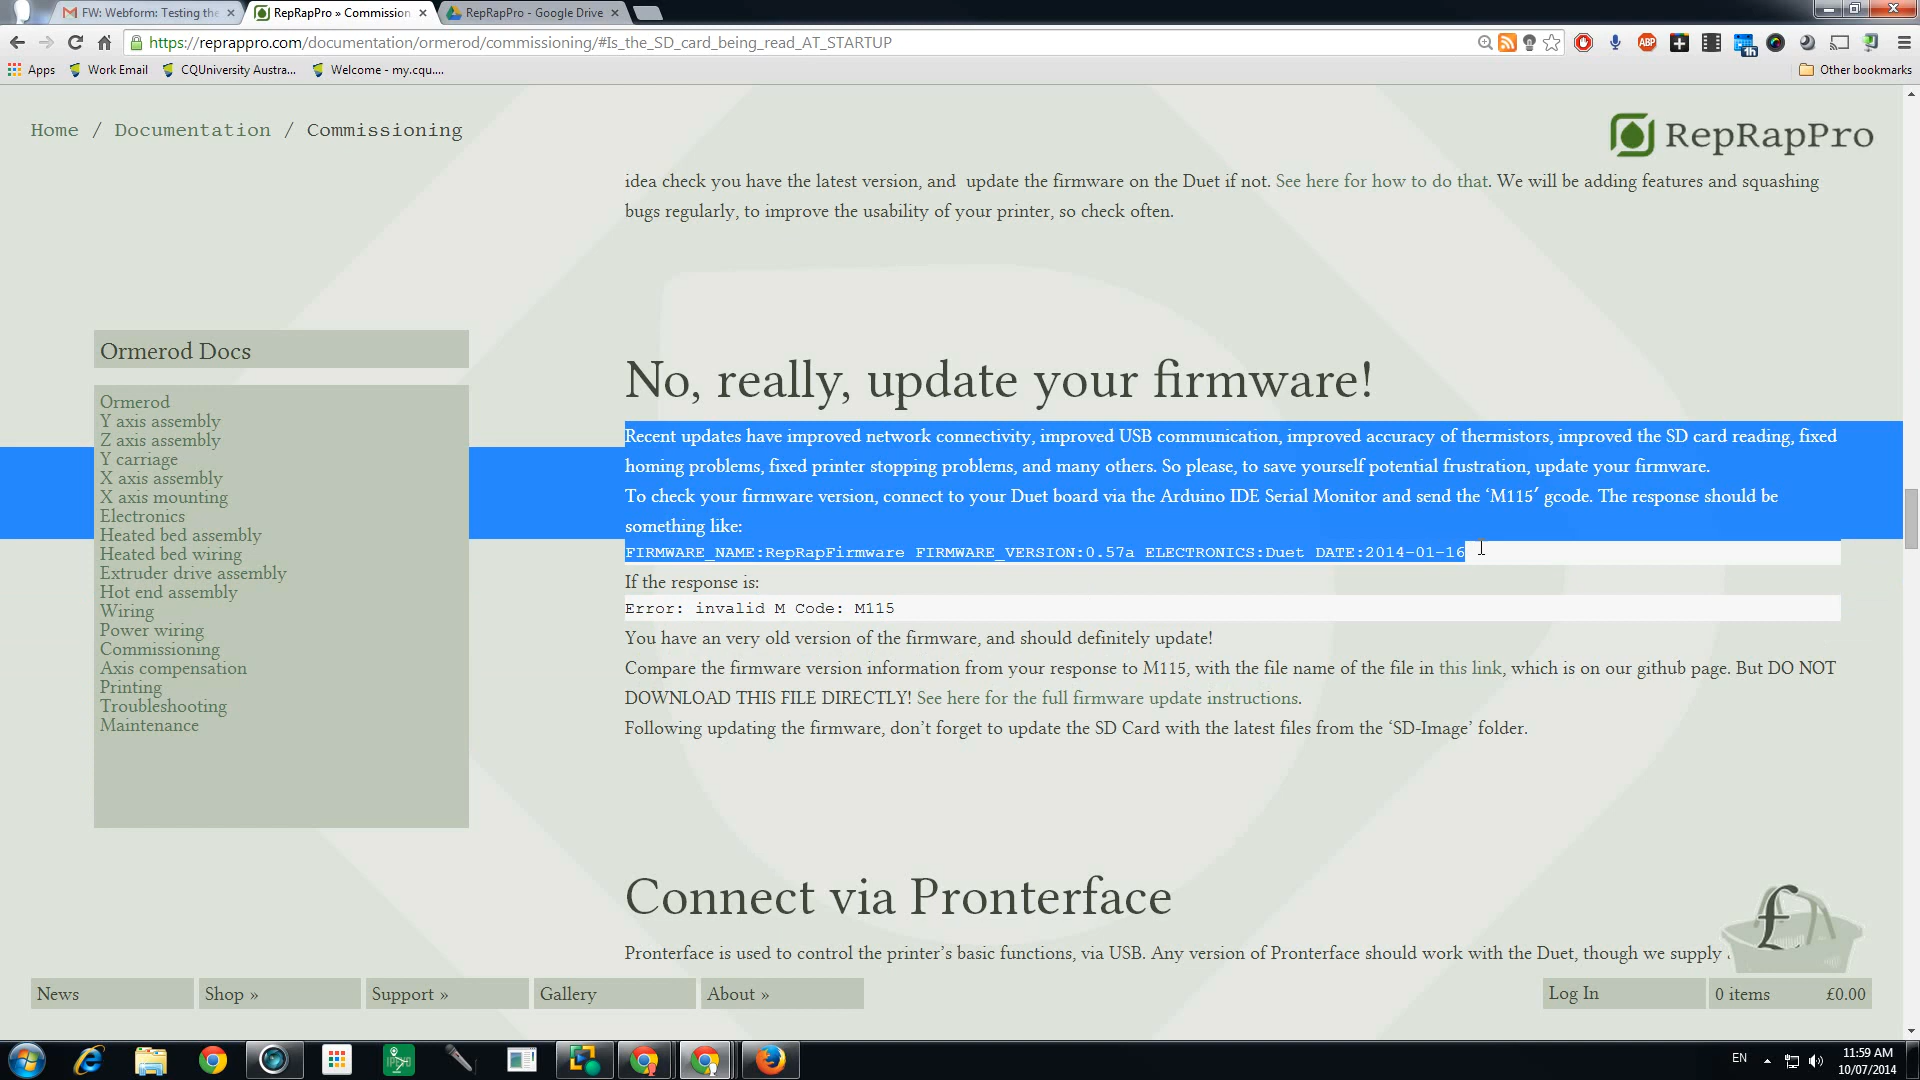 FW: Webform: Testing the
RepRapPro » Commission
RepRapPro - Google Drive
https://reprappro.com/documentation/ormerod/commissioning/#Is_the_SD_card_being_read_AT_STARTUP
ABP
1h
Apps
Work Email
CQUniversity Austra...
Welcome - my.cqu....
Other bookmarks
Home / Documentation / Commissioning
RepRapPro
idea check you have the latest version, and update the firmware on the Duet if not. See here for how to do that. We will be adding features and squashing
bugs regularly, to improve the usability of your printer, so check often.
Ormerod Docs
Ormerod
Y axis assembly
Z axis assembly
Y carriage
X axis assembly
X axis mounting
Electronics
Heated bed assembly
Heated bed wiring
Extruder drive assembly
Hot end assembly
Wiring
Power wiring
Commissioning
Axis compensation
Printing
Troubleshooting
Maintenance
No, really, update your firmware!
Recent updates have improved network connectivity, improved USB communication, improved accuracy of thermistors, improved the SD card reading, fixed
homing problems, fixed printer stopping problems, and many others. So please, to save yourself potential frustration, update your firmware.
To check your firmware version, connect to your Duet board via the Arduino IDE Serial Monitor and send the ‘M115′ gcode. The response should be
something like:
FIRMWARE_NAME:RepRapFirmware FIRMWARE_VERSION:0.57a ELECTRONICS:Duet DATE:2014-01-16
If the response is:
Error: invalid M Code: M115
You have an very old version of the firmware, and should definitely update!
Compare the firmware version information from your response to M115, with the file name of the file in this link, which is on our github page. But DO NOT
DOWNLOAD THIS FILE DIRECTLY! See here for the full firmware update instructions.
Following updating the firmware, don’t forget to update the SD Card with the latest files from the ‘SD-Image’ folder.
Connect via Pronterface
Pronterface is used to control the printer’s basic functions, via USB. Any version of Pronterface should work with the Duet, though we supply
£
News
Shop »
Support »
Gallery
About »
Log In
0 items £0.00
EN
11:59 AM
10/07/2014